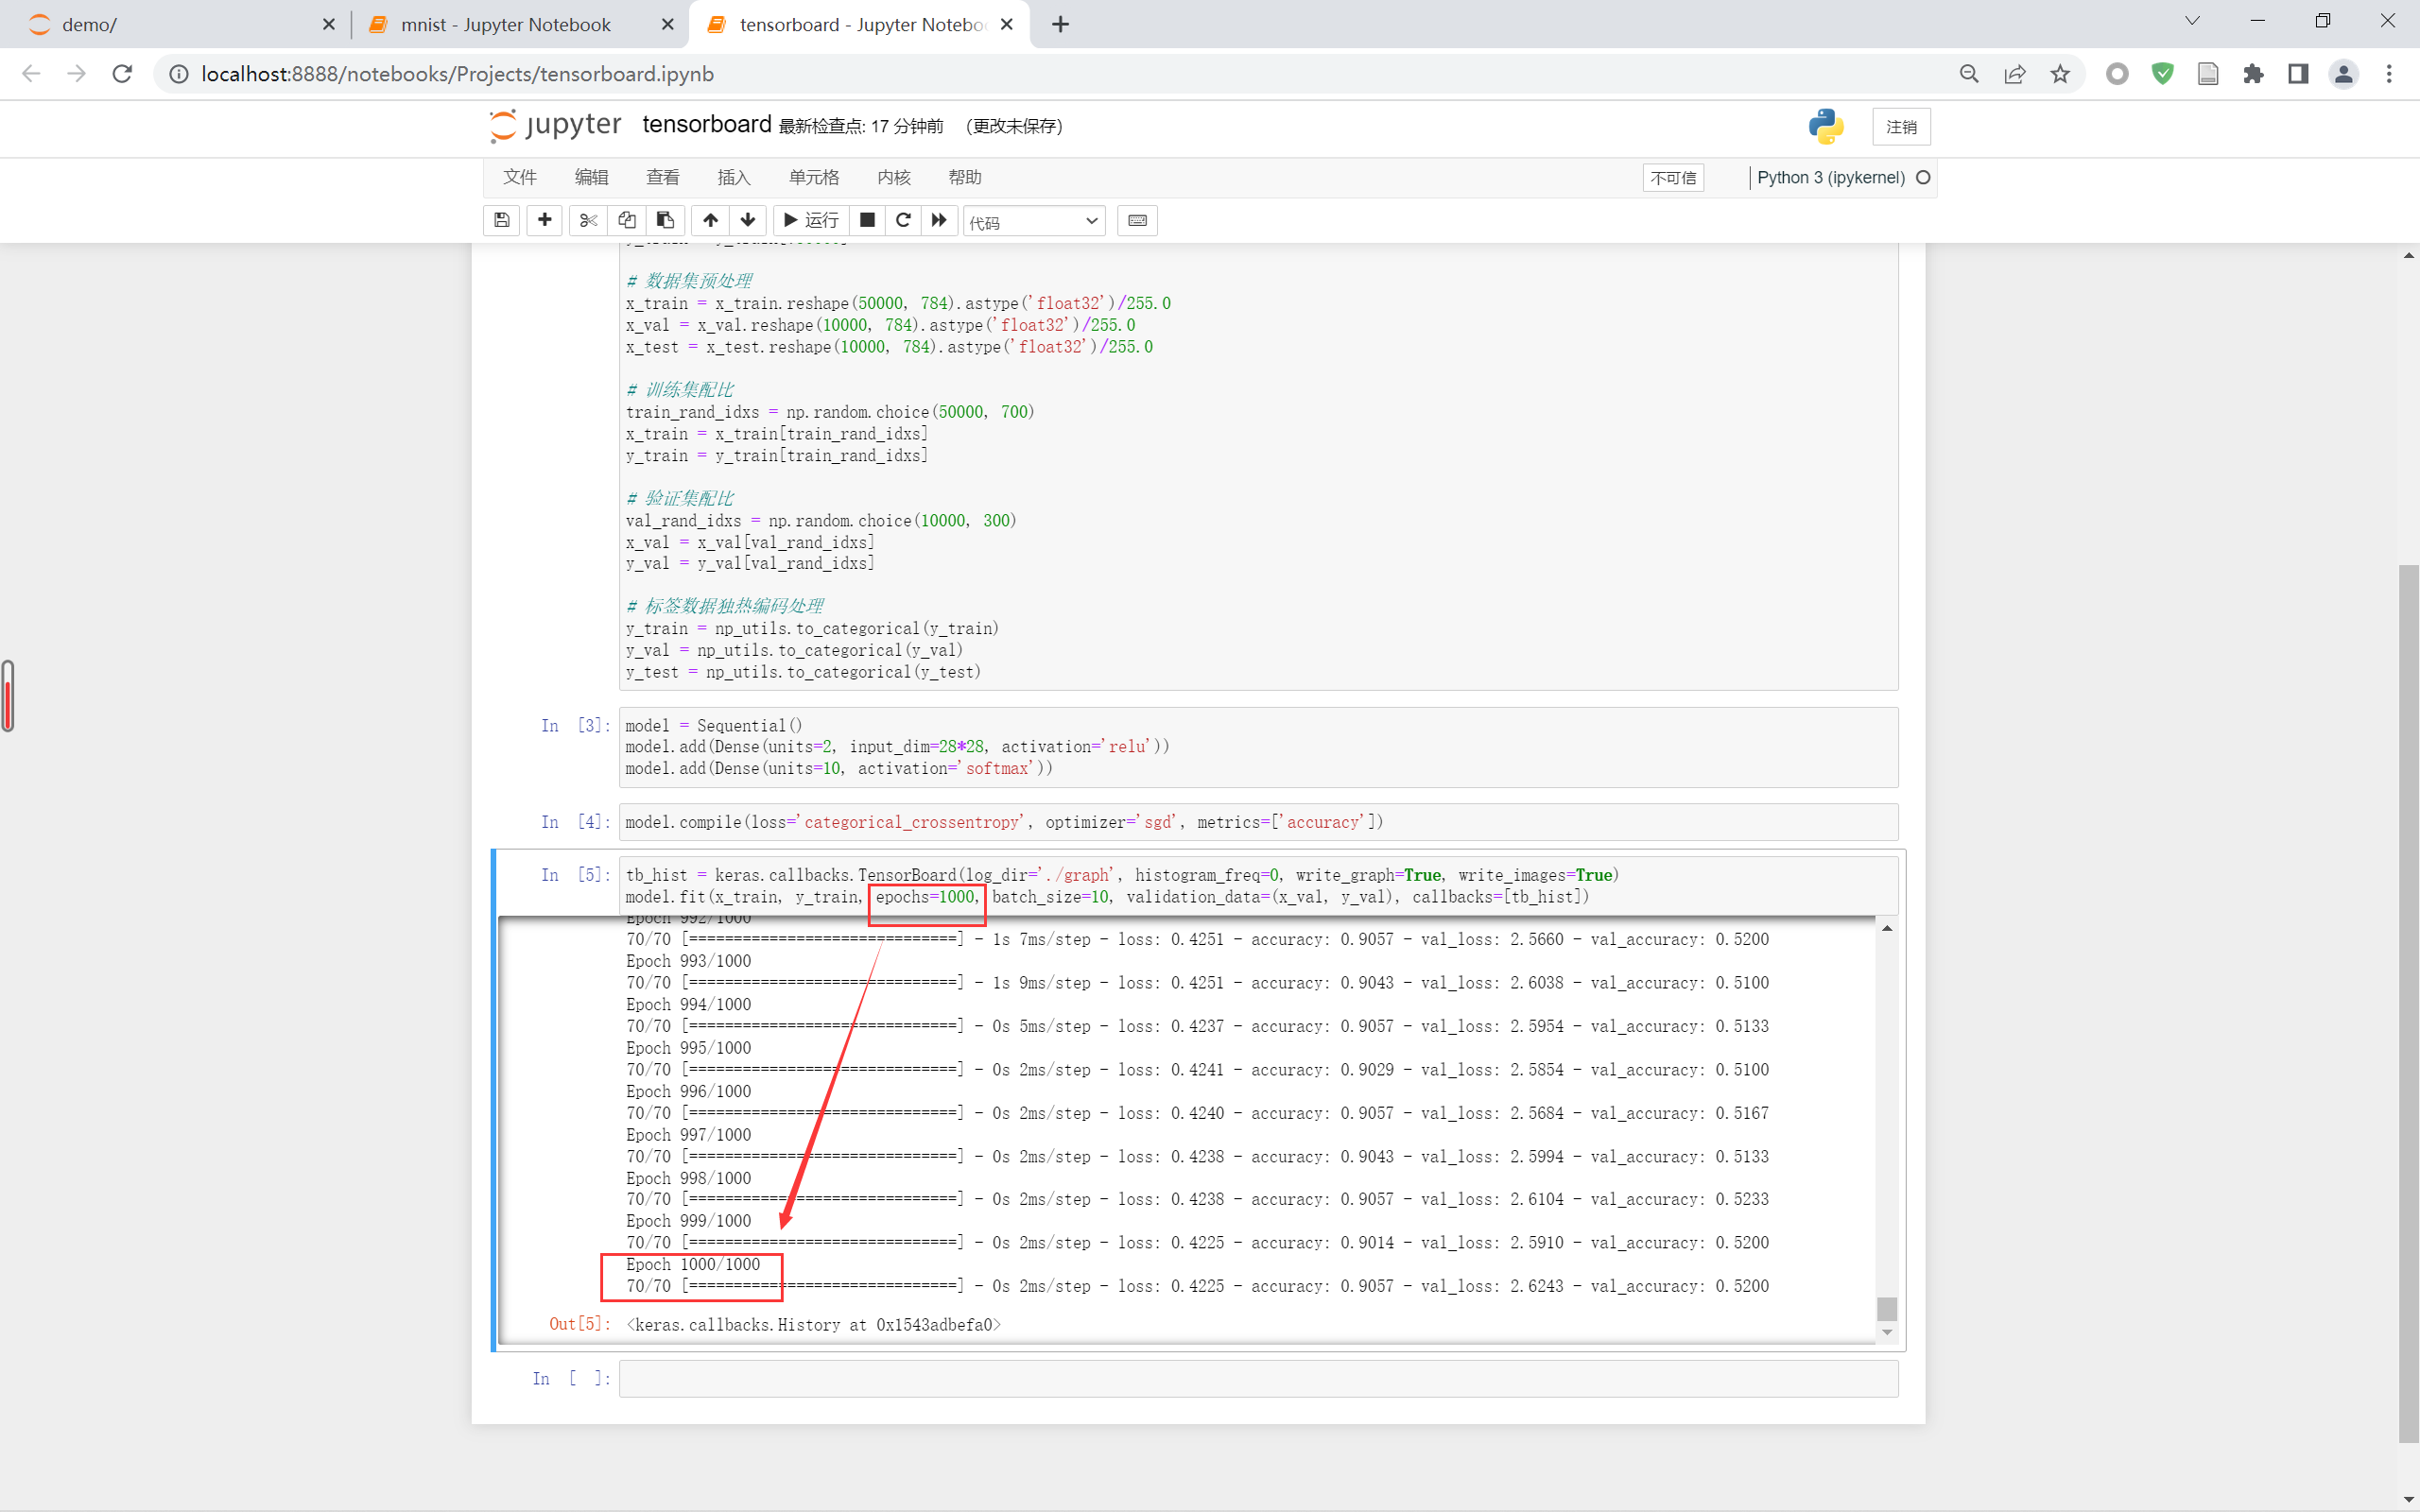 demo/
mnist - Jupyter Notebook
tensorboard - Jupyter Notebo
localhost:8888/notebooks/Projects/tensorboard.ipynb
jupyter tensorboard 最新检查点: 17 分钟前 (更改未保存)
注销
文件 编辑 查看 插入 单元格 内核 帮助
不可信 Python 3 (ipykernel)
运行 代码
# 数据集预处理
x_train = x_train.reshape(50000, 784).astype('float32')/255.0
x_val = x_val.reshape(10000, 784).astype('float32')/255.0
x_test = x_test.reshape(10000, 784).astype('float32')/255.0
# 训练集配比
train_rand_idxs = np.random.choice(50000, 700)
x_train = x_train[train_rand_idxs]
y_train = y_train[train_rand_idxs]
# 验证集配比
val_rand_idxs = np.random.choice(10000, 300)
x_val = x_val[val_rand_idxs]
y_val = y_val[val_rand_idxs]
# 标签数据独热编码处理
y_train = np_utils.to_categorical(y_train)
y_val = np_utils.to_categorical(y_val)
y_test = np_utils.to_categorical(y_test)
In [3]: model = Sequential()
model.add(Dense(units=2, input_dim=28*28, activation='relu'))
model.add(Dense(units=10, activation='softmax'))
In [4]: model.compile(loss='categorical_crossentropy', optimizer='sgd', metrics=['accuracy'])
In [5]: tb_hist = keras.callbacks.TensorBoard(log_dir='./graph', histogram_freq=0, write_graph=True, write_images=True)
model.fit(x_train, y_train, epochs=1000, batch_size=10, validation_data=(x_val, y_val), callbacks=[tb_hist])
Epoch 992/1000
70/70 [==============================] - 1s 7ms/step - loss: 0.4251 - accuracy: 0.9057 - val_loss: 2.5660 - val_accuracy: 0.5200
Epoch 993/1000
70/70 [==============================] - 1s 9ms/step - loss: 0.4251 - accuracy: 0.9043 - val_loss: 2.6038 - val_accuracy: 0.5100
Epoch 994/1000
70/70 [==============================] - 0s 5ms/step - loss: 0.4237 - accuracy: 0.9057 - val_loss: 2.5954 - val_accuracy: 0.5133
Epoch 995/1000
70/70 [==============================] - 0s 2ms/step - loss: 0.4241 - accuracy: 0.9029 - val_loss: 2.5854 - val_accuracy: 0.5100
Epoch 996/1000
70/70 [==============================] - 0s 2ms/step - loss: 0.4240 - accuracy: 0.9057 - val_loss: 2.5684 - val_accuracy: 0.5167
Epoch 997/1000
70/70 [==============================] - 0s 2ms/step - loss: 0.4238 - accuracy: 0.9043 - val_loss: 2.5994 - val_accuracy: 0.5133
Epoch 998/1000
70/70 [==============================] - 0s 2ms/step - loss: 0.4238 - accuracy: 0.9057 - val_loss: 2.6104 - val_accuracy: 0.5233
Epoch 999/1000
70/70 [==============================] - 0s 2ms/step - loss: 0.4225 - accuracy: 0.9014 - val_loss: 2.5910 - val_accuracy: 0.5200
Epoch 1000/1000
70/70 [==============================] - 0s 2ms/step - loss: 0.4225 - accuracy: 0.9057 - val_loss: 2.6243 - val_accuracy: 0.5200
Out[5]: <keras.callbacks.History at 0x1543adbefa0>
In [ ]: